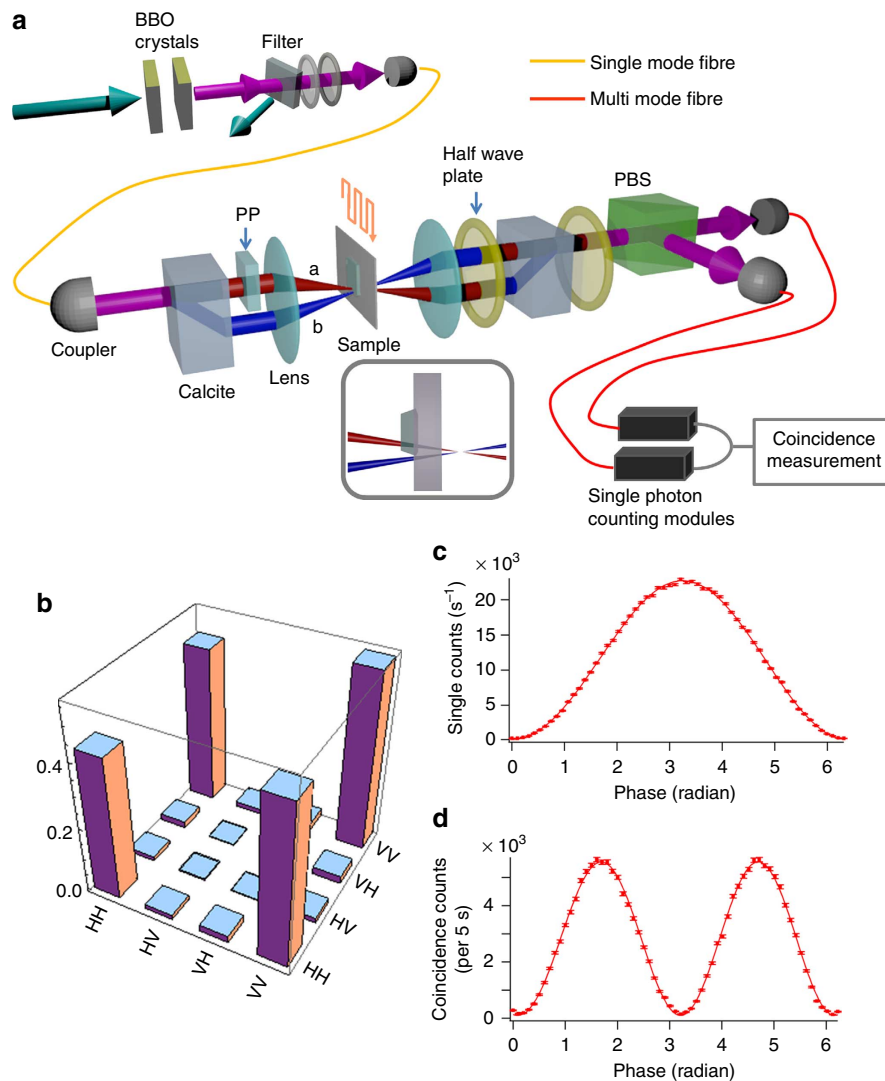 a
BBO
crystals
Filter
Single mode fibre
Multi mode fibre
Half wave
plate
PBS
PP
a
b
Coupler
Calcite
Lens
Sample
Coincidence
measurement
Single photon
counting modules
b
0.4
0.2
0.0
HH
HV
VH
VV
HH
HV
VH
VV
c
× 10³
Single counts (s⁻¹)
20
15
10
5
0
0 1 2 3 4 5 6
Phase (radian)
d
× 10³
Coincidence counts
(per 5 s)
4
2
0
0 1 2 3 4 5 6
Phase (radian)